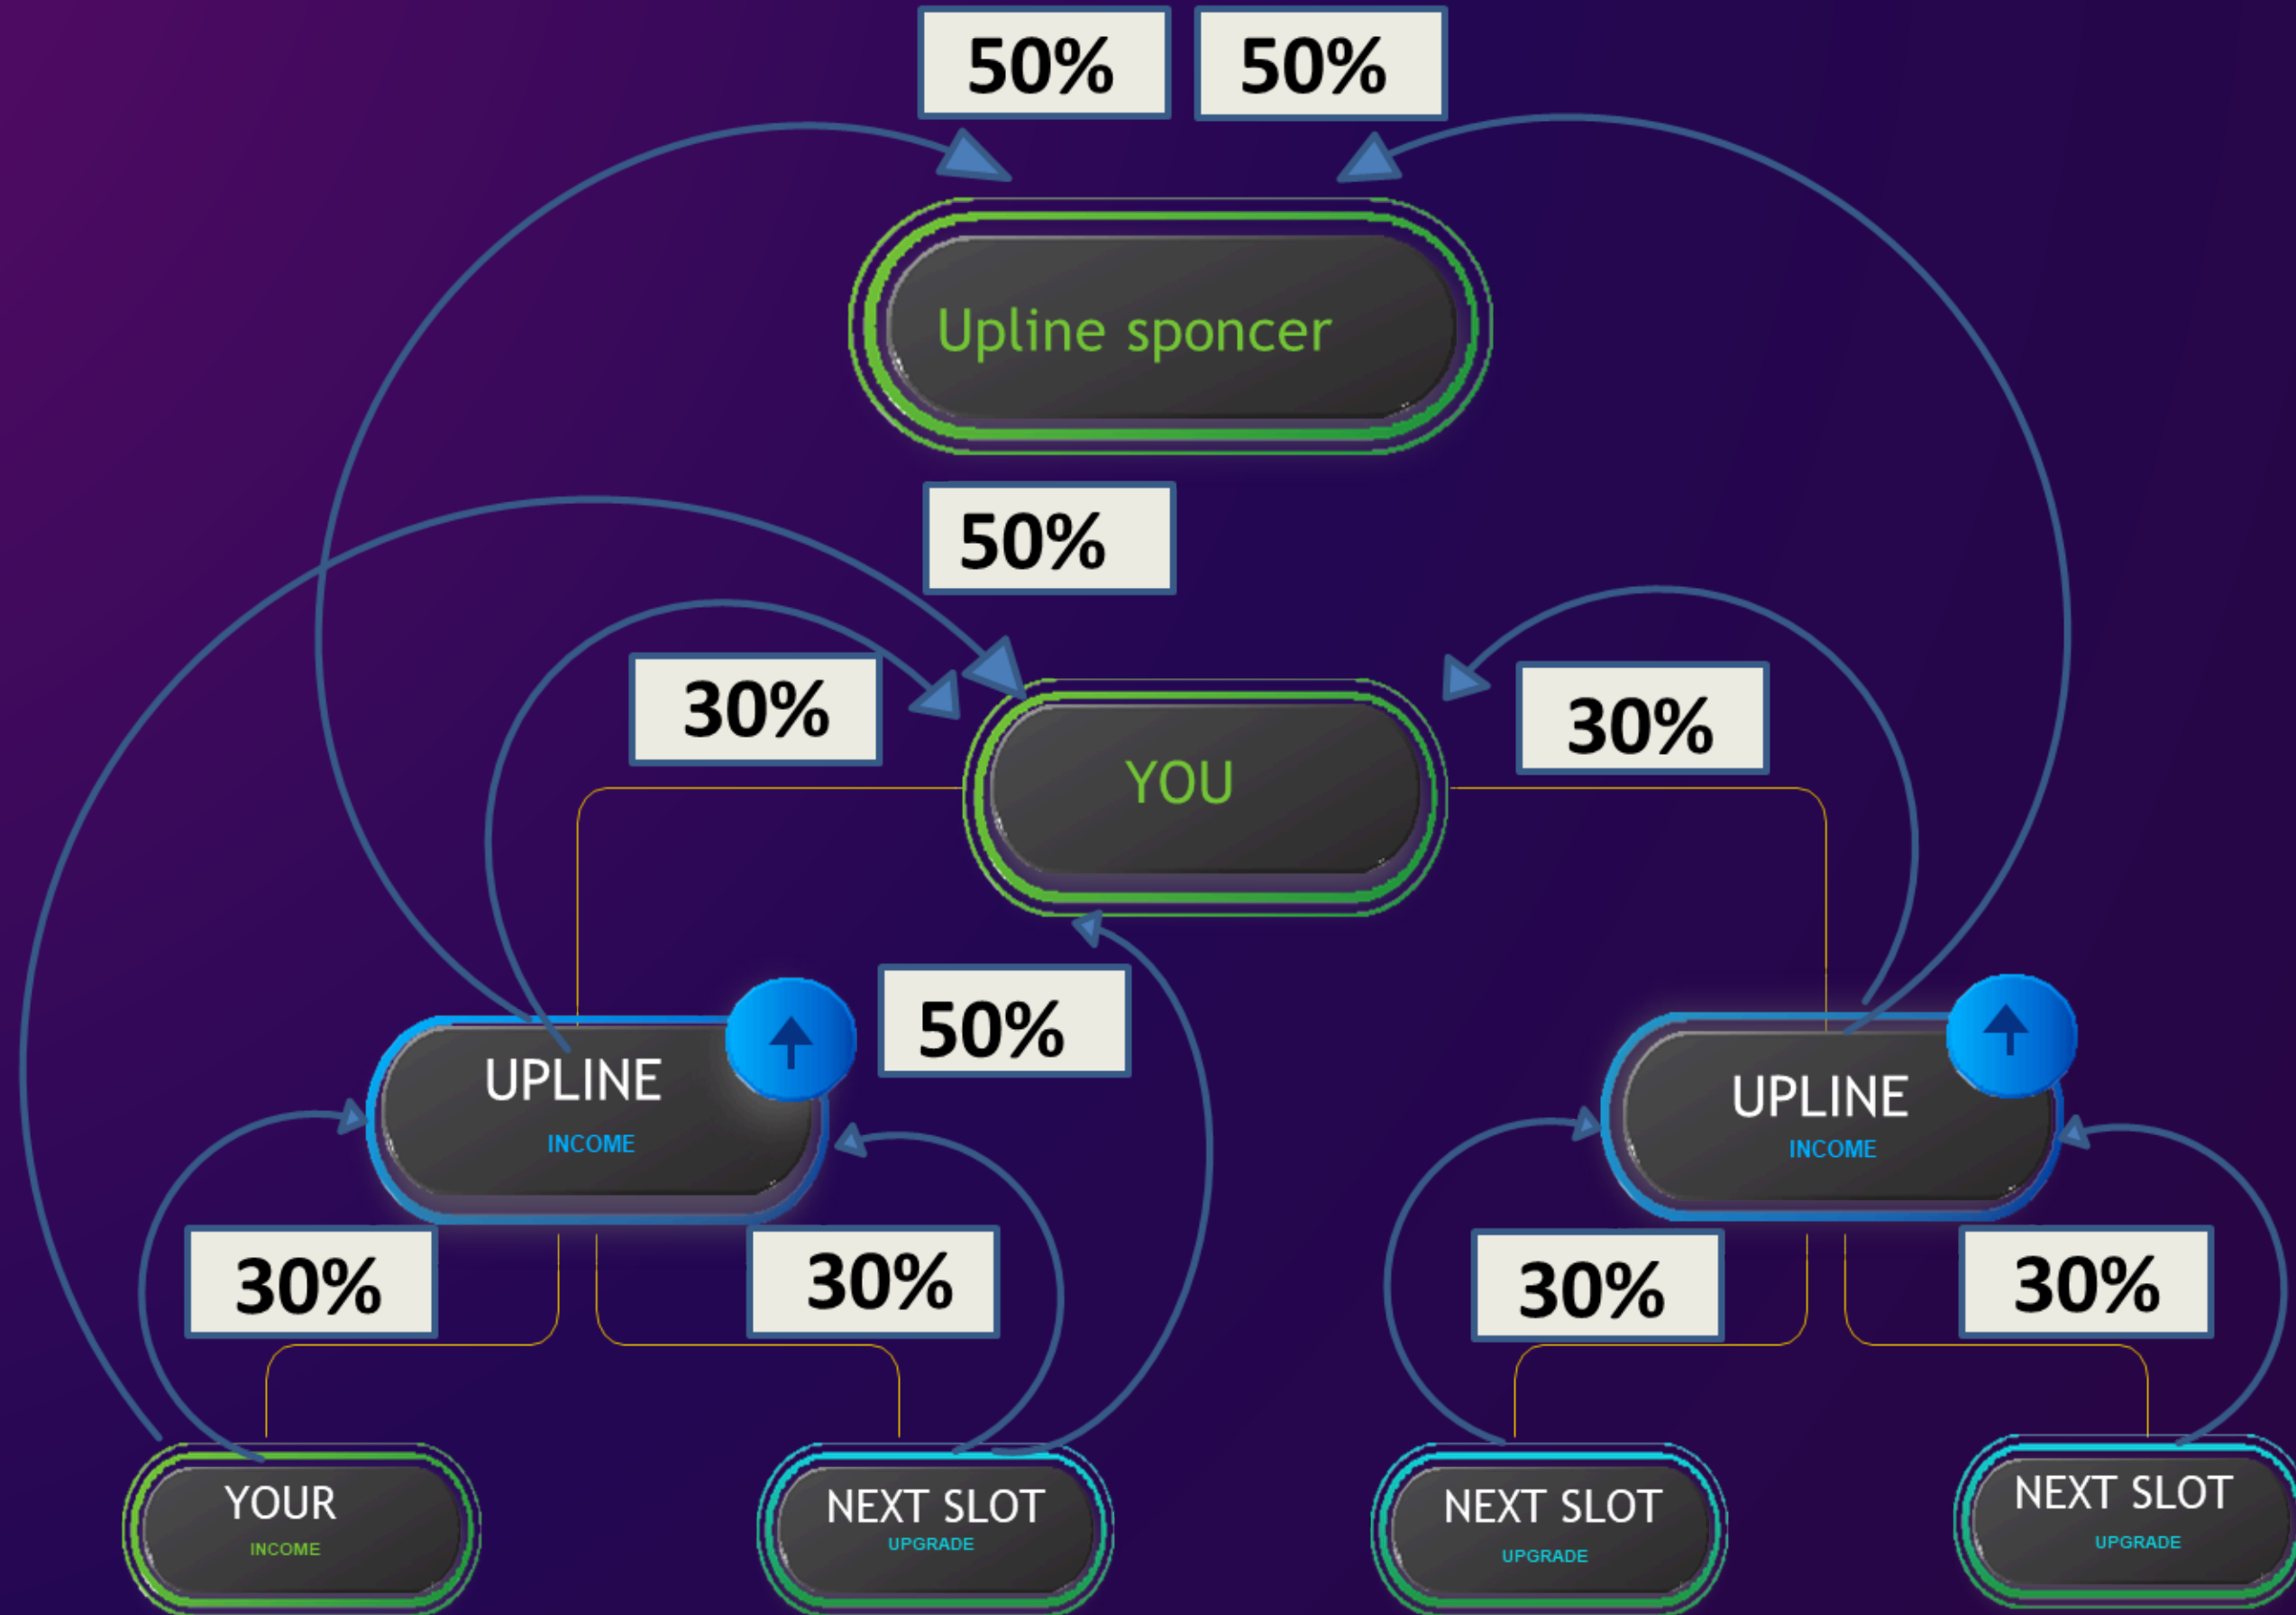 50% 50%
Upline sponcer
50%
30% 30%
YOU
50%
UPLINE
INCOME
UPLINE
INCOME
30% 30% 30% 30%
YOUR
INCOME
NEXT SLOT
UPGRADE
NEXT SLOT
UPGRADE
NEXT SLOT
UPGRADE